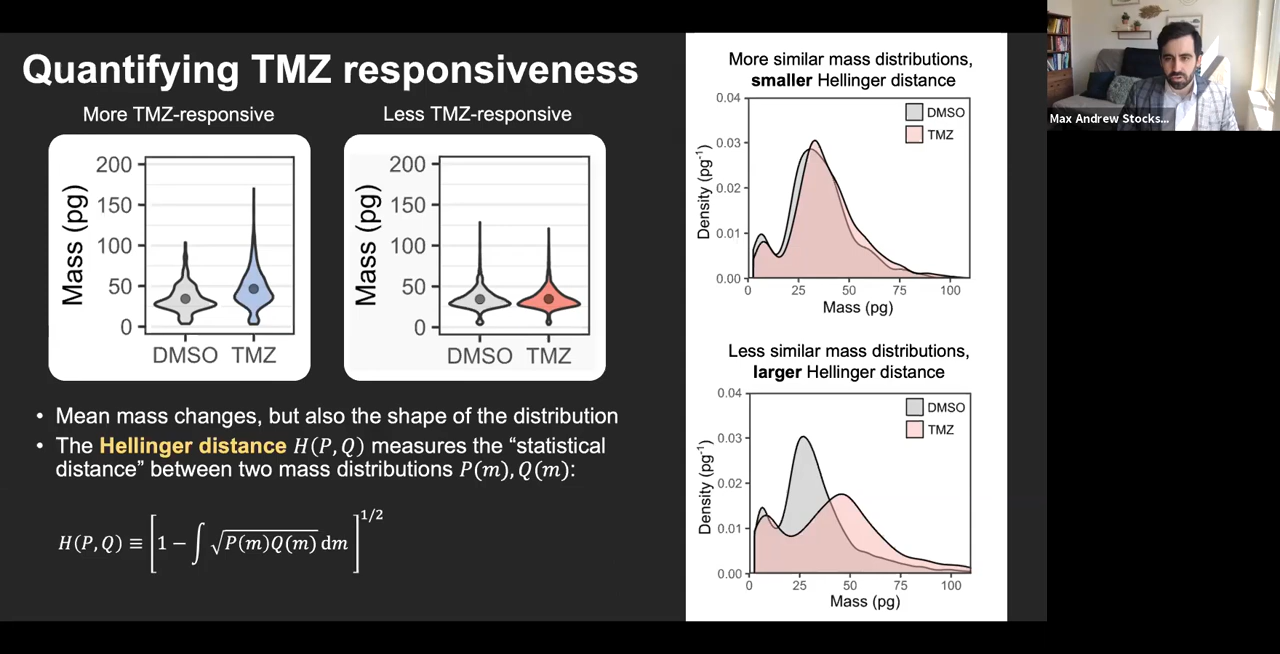 Quantifying TMZ responsiveness
More TMZ-responsive
Less TMZ-responsive
Mass (pg)
200
150
100
50
0
DMSO
TMZ
Mass (pg)
200
150
100
50
0
DMSO
TMZ
• Mean mass changes, but also the shape of the distribution
• The Hellinger distance H(P, Q) measures the “statistical
distance” between two mass distributions P(m), Q(m):
H(P, Q) ≡ [1 − ∫ √P(m)Q(m) dm]^1/2
More similar mass distributions,
smaller Hellinger distance
Density (pg⁻¹)
0.04
0.03
0.02
0.01
0.00
0
25
50
75
100
Mass (pg)
DMSO
TMZ
Less similar mass distributions,
larger Hellinger distance
Density (pg⁻¹)
0.04
0.03
0.02
0.01
0.00
0
25
50
75
100
Mass (pg)
DMSO
TMZ
Max Andrew Stocks...